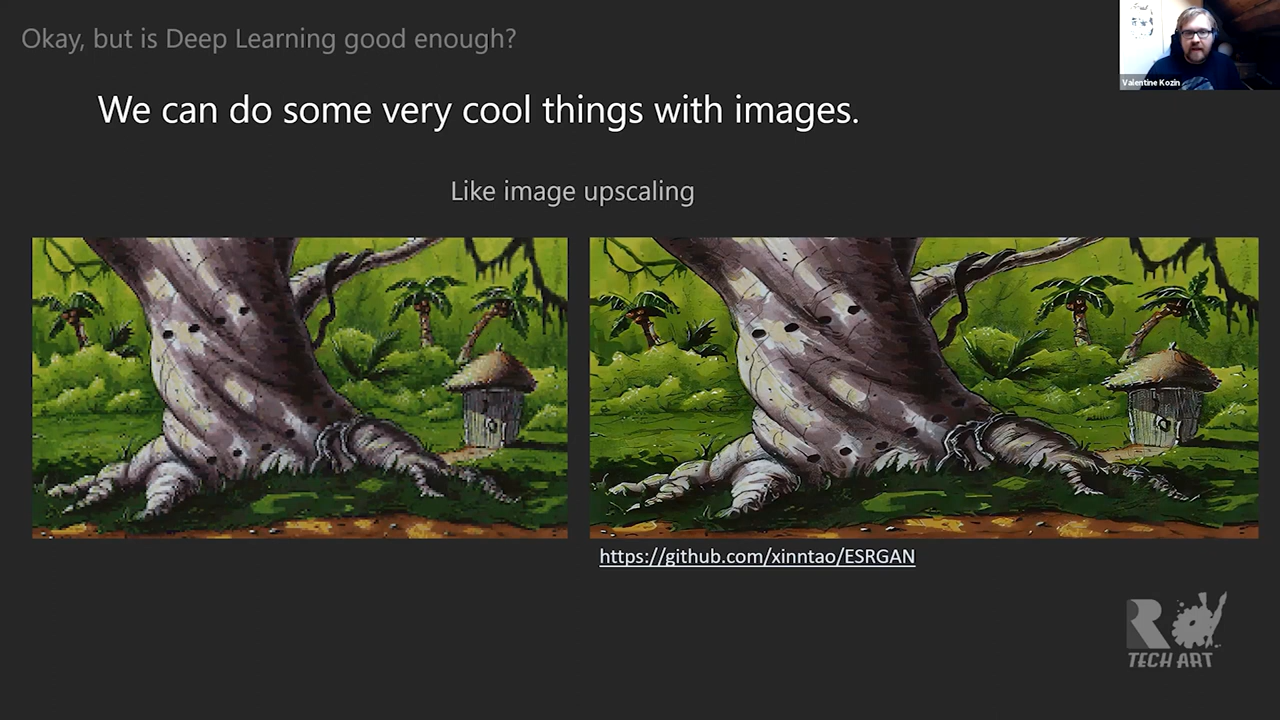 Okay, but is Deep Learning good enough?
Valentine Kozin
We can do some very cool things with images.
Like image upscaling
https://github.com/xinntao/ESRGAN
R
TECH ART